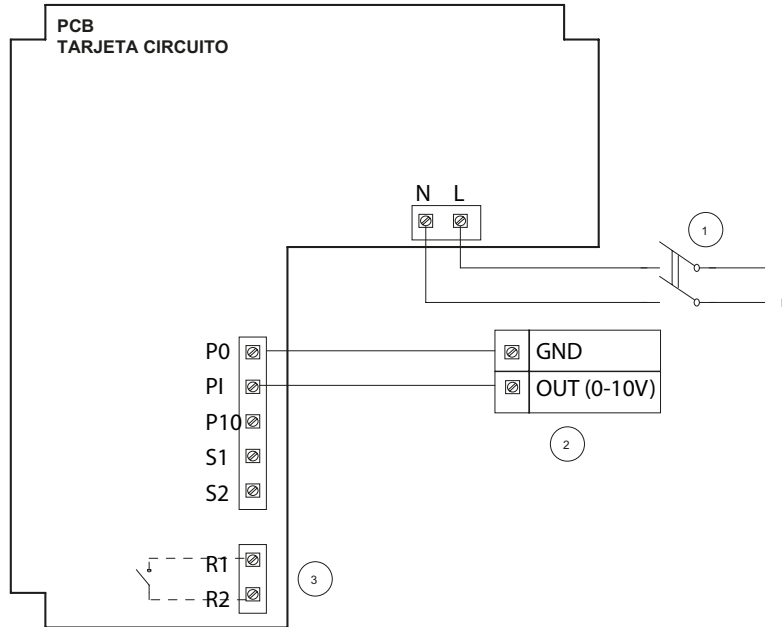 PCB
TARJETA CIRCUITO
N L
1
P0
PI
P10
S1
S2
GND
OUT (0-10V)
2
R1
R2
3